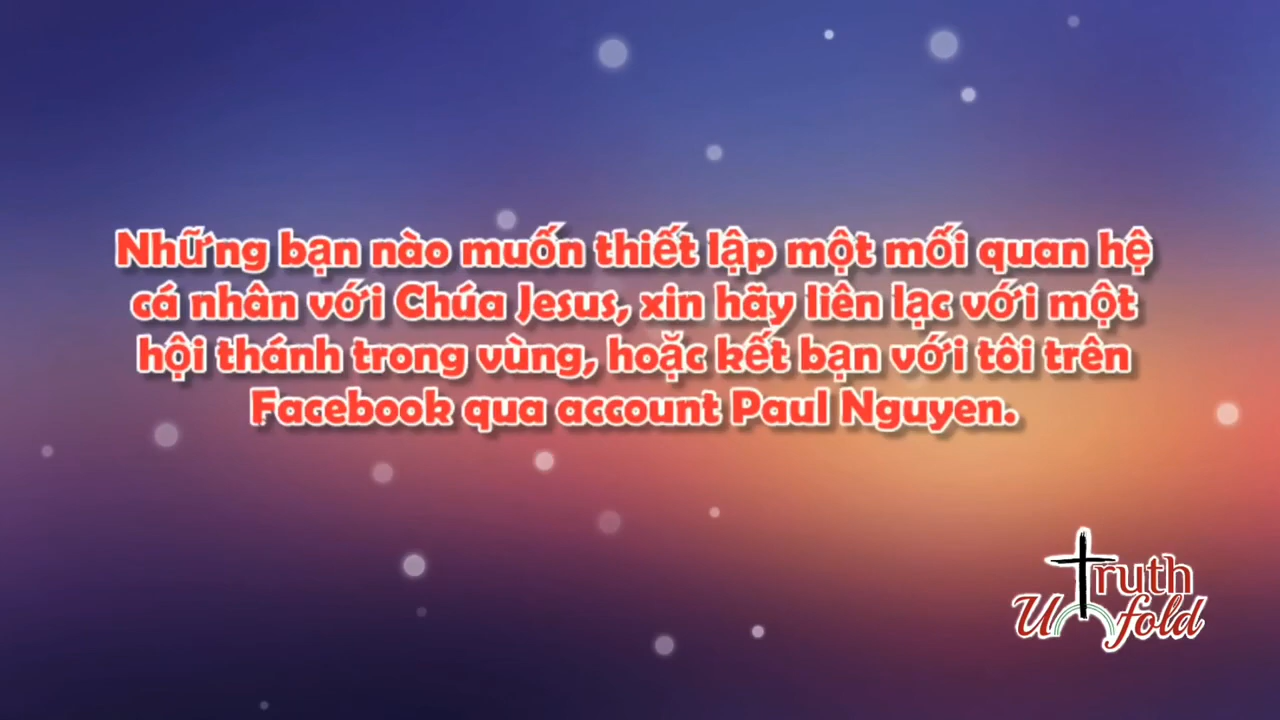 Những bạn nào muốn thiết lập một mối quan hệ
cá nhân với Chúa Jesus, xin hãy liên lạc với một
hội thánh trong vùng, hoặc kết bạn với tôi trên
Facebook qua account Paul Nguyen.
Truth
Unfold